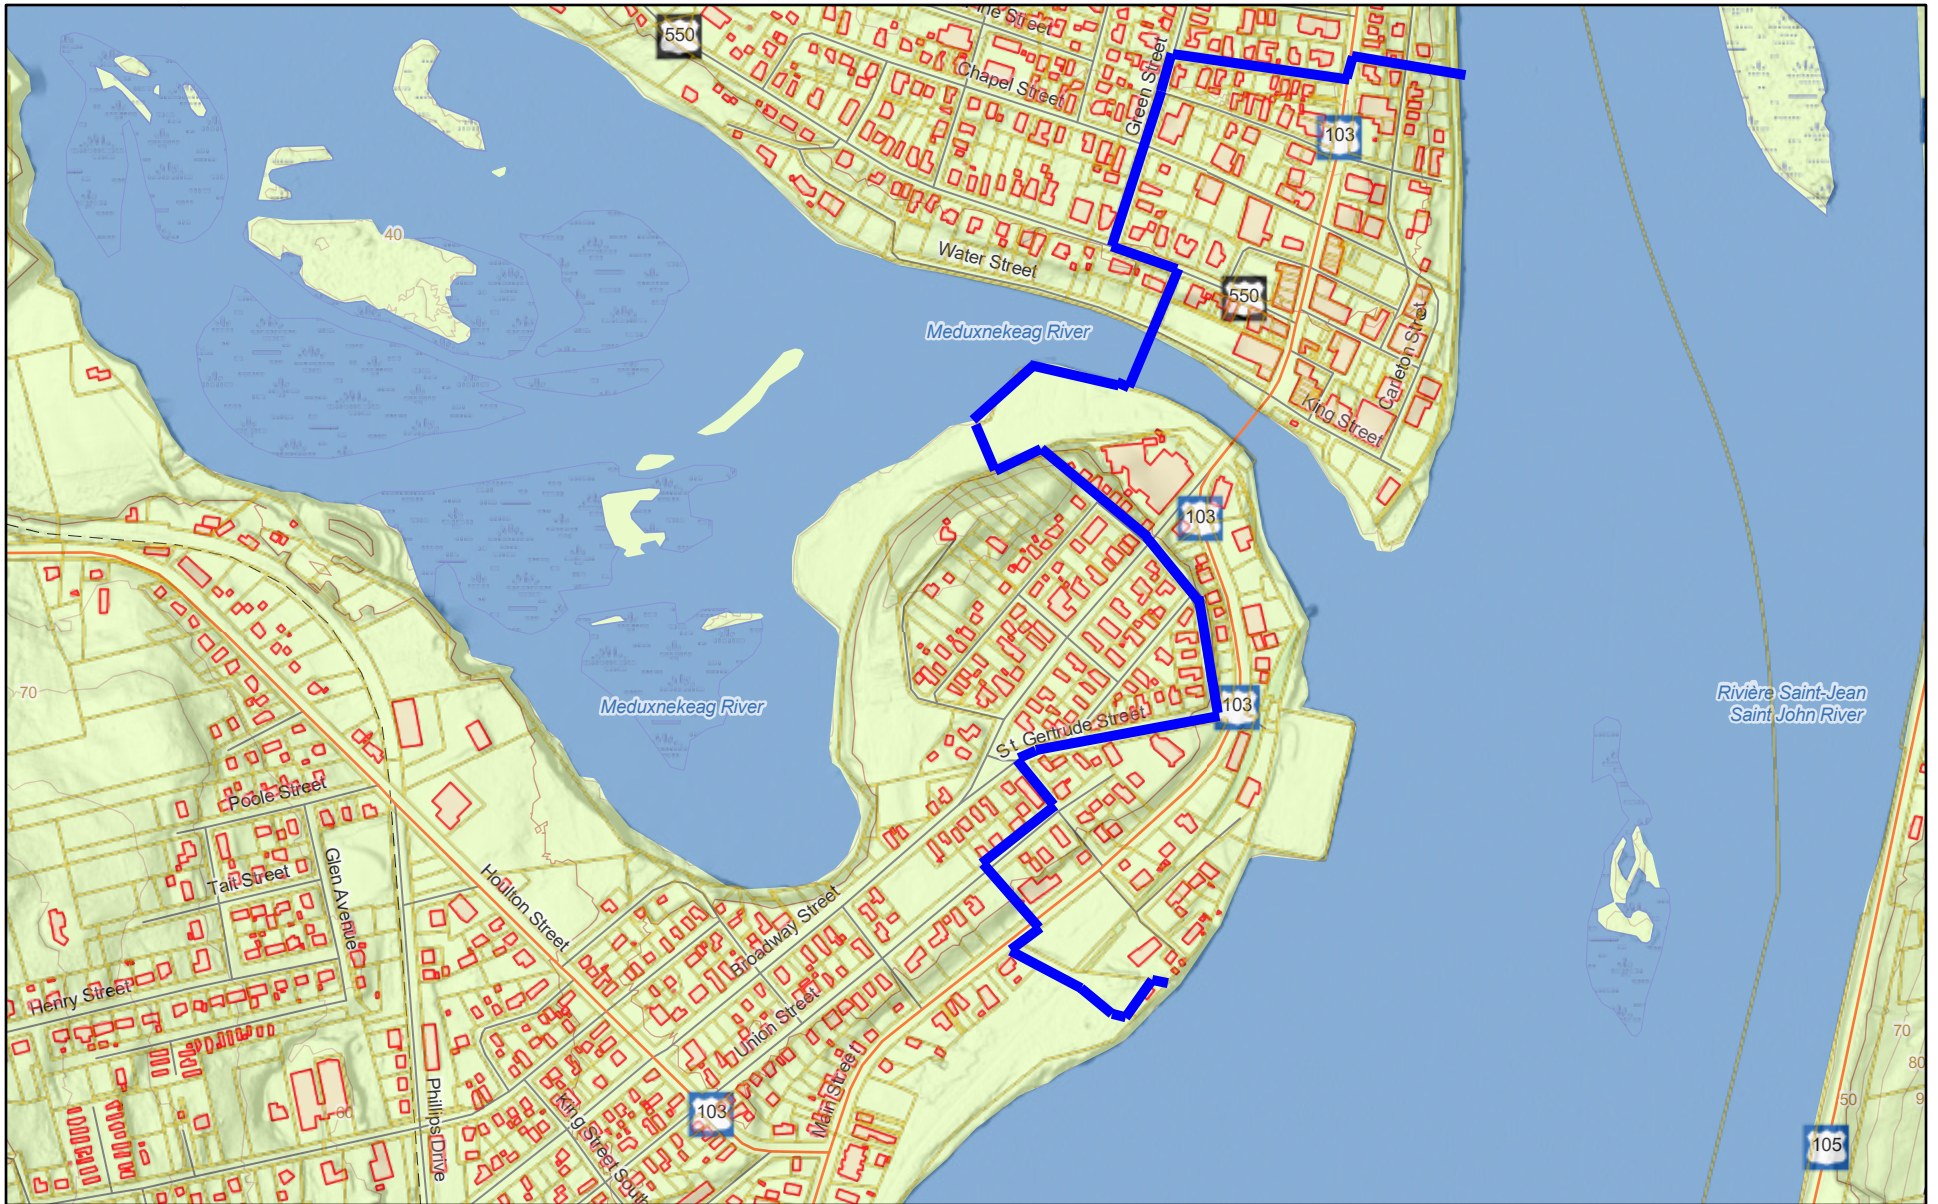 550
Chapel Street
Green Street
103
40
Water Street
550
Meduxnekeag River
Carleton Street
King Street
103
70
Meduxnekeag River
103
Rivière Saint-Jean
Saint John River
St. Gertrude Street
Poole Street
Tait Street
Glen Avenue
Houlton Street
Broadway Street
Henry Street
Union Street
Main Street
Phillips Drive
King Street South
103
80
70
80
50
9
105